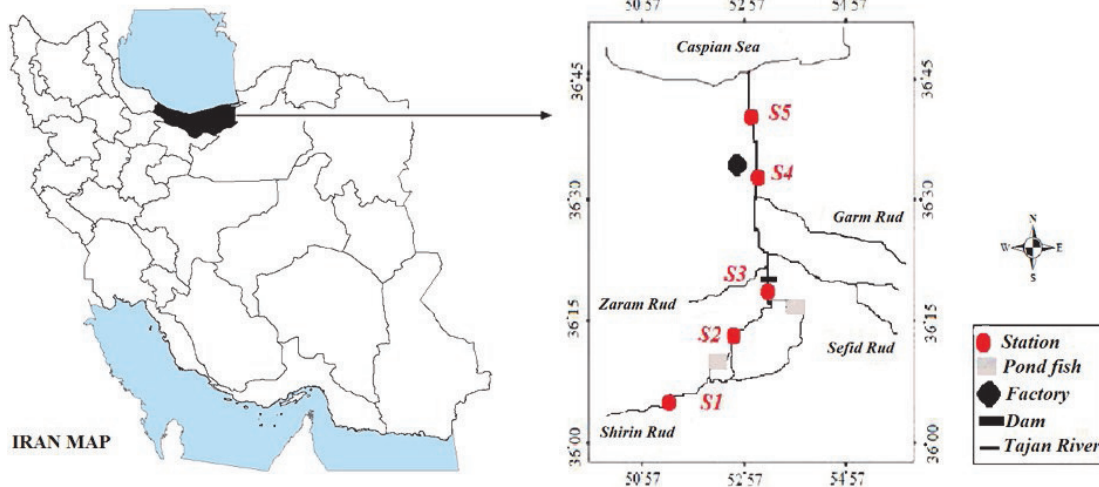 50 57
52 57
54 57
Caspian Sea
36°45
36°45
S5
S4
36°30
36°30
Garm Rud
N
W
E
S
S3
Zaram Rud
36°15
36°15
S2
Sefid Rud
S1
Shirin Rud
36°00
36°00
50 57
52 57
54 57
IRAN MAP
Station
Pond fish
Factory
Dam
Tajan River